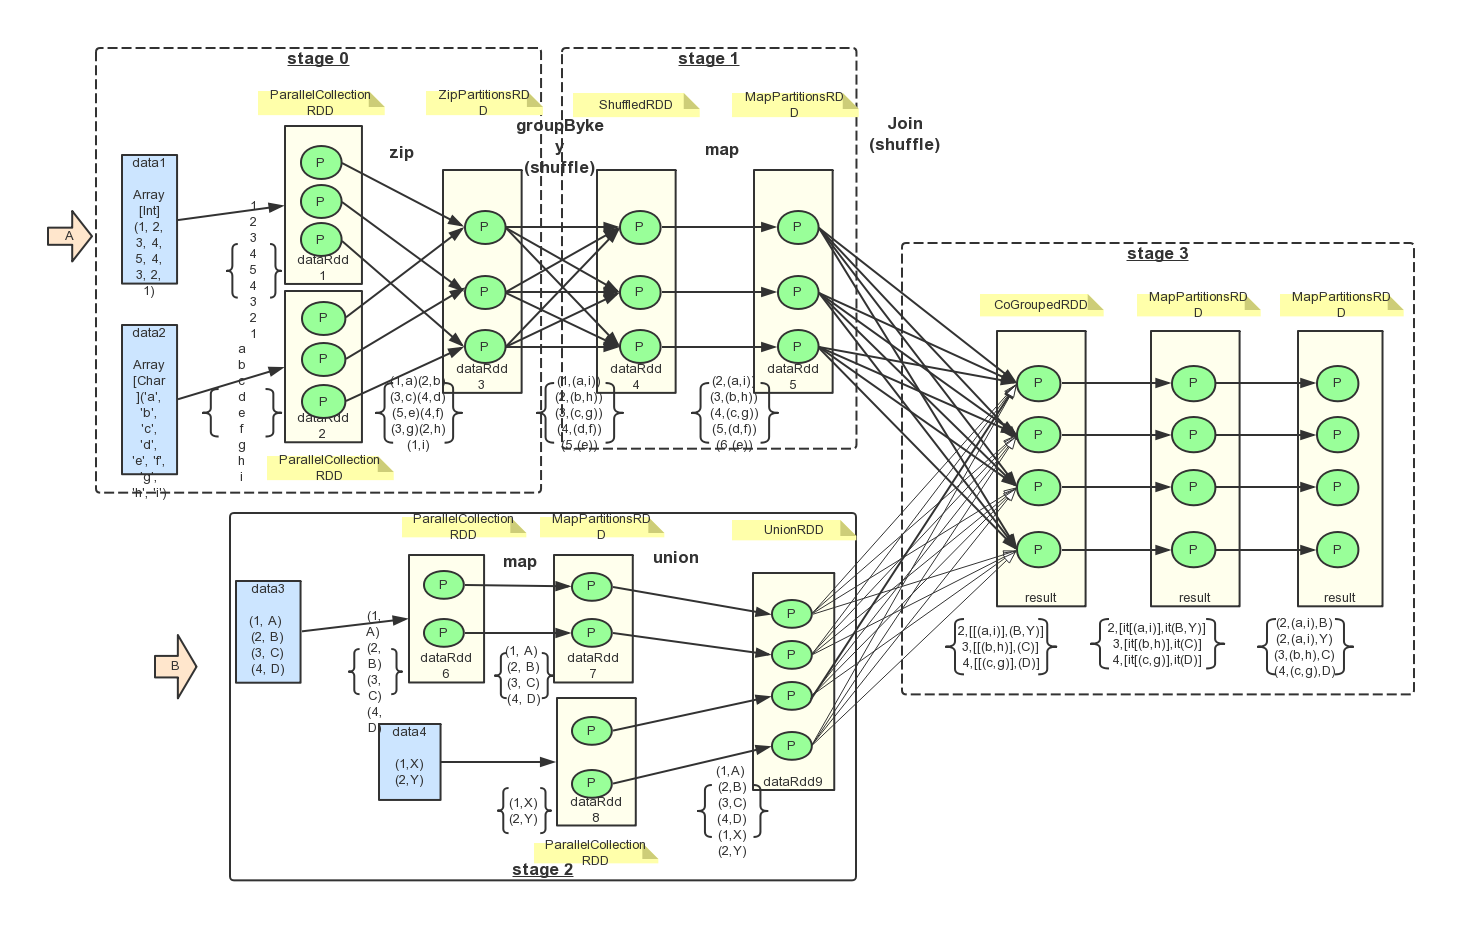 stage 0
ParallelCollection
RDD
ZipPartitionsRD
D
zip
groupByke
y
(shuffle)
A
data1
Array
[Int]
(1, 2,
3, 4,
5, 4,
3, 2,
1)
1
2
3
4
5
4
3
2
1
P
P
P
dataRdd
1
data2
Array
[Char
]('a',
'b',
'c',
'd',
'e', 'f',
'g',
'h', 'i')
a
b
c
d
e
f
g
h
i
P
P
P
dataRdd
2
ParallelCollection
RDD
P
P
P
dataRdd
3
(1,a)(2,b)
(3,c)(4,d)
(5,e)(4,f)
(3,g)(2,h)
(1,i)
stage 1
ShuffledRDD
MapPartitionsRD
D
map
P
P
P
dataRdd
4
(1,(a,i))
(2,(b,h))
(3,(c,g))
(4,(d,f))
(5,(e))
P
P
P
dataRdd
5
(2,(a,i)]
(3,(b,h)
(4,(c,g))
(5,(d,f))
(6,(e))
Join
(shuffle)
stage 3
CoGroupedRDD
MapPartitionsRD
D
MapPartitionsRD
D
P
P
P
P
result
P
P
P
P
result
P
P
P
P
result
2,[[(a,i)],(B,Y)]
3,[[(b,h)],(C)]
4,[[(c,g)],(D)]
2,[it[(a,i)],it(B,Y)]
3,[it[(b,h)],it(C)]
4,[it[(c,g)],it(D)]
(2,(a,i),B)
(2,(a,i),Y)
(3,(b,h),C)
(4,(c,g),D)
B
data3
(1, A)
(2, B)
(3, C)
(4, D)
(1,
A)
(2,
B)
(3,
C)
(4,
D)
ParallelCollection
RDD
P
P
dataRdd
6
map
(1, A)
(2, B)
(3, C)
(4, D)
MapPartitionsRD
D
P
P
dataRdd
7
union
data4
(1,X)
(2,Y)
(1,X)
(2,Y)
P
P
dataRdd
8
ParallelCollection
RDD
UnionRDD
P
P
P
P
dataRdd9
(1,A)
(2,B)
(3,C)
(4,D)
(1,X)
(2,Y)
stage 2